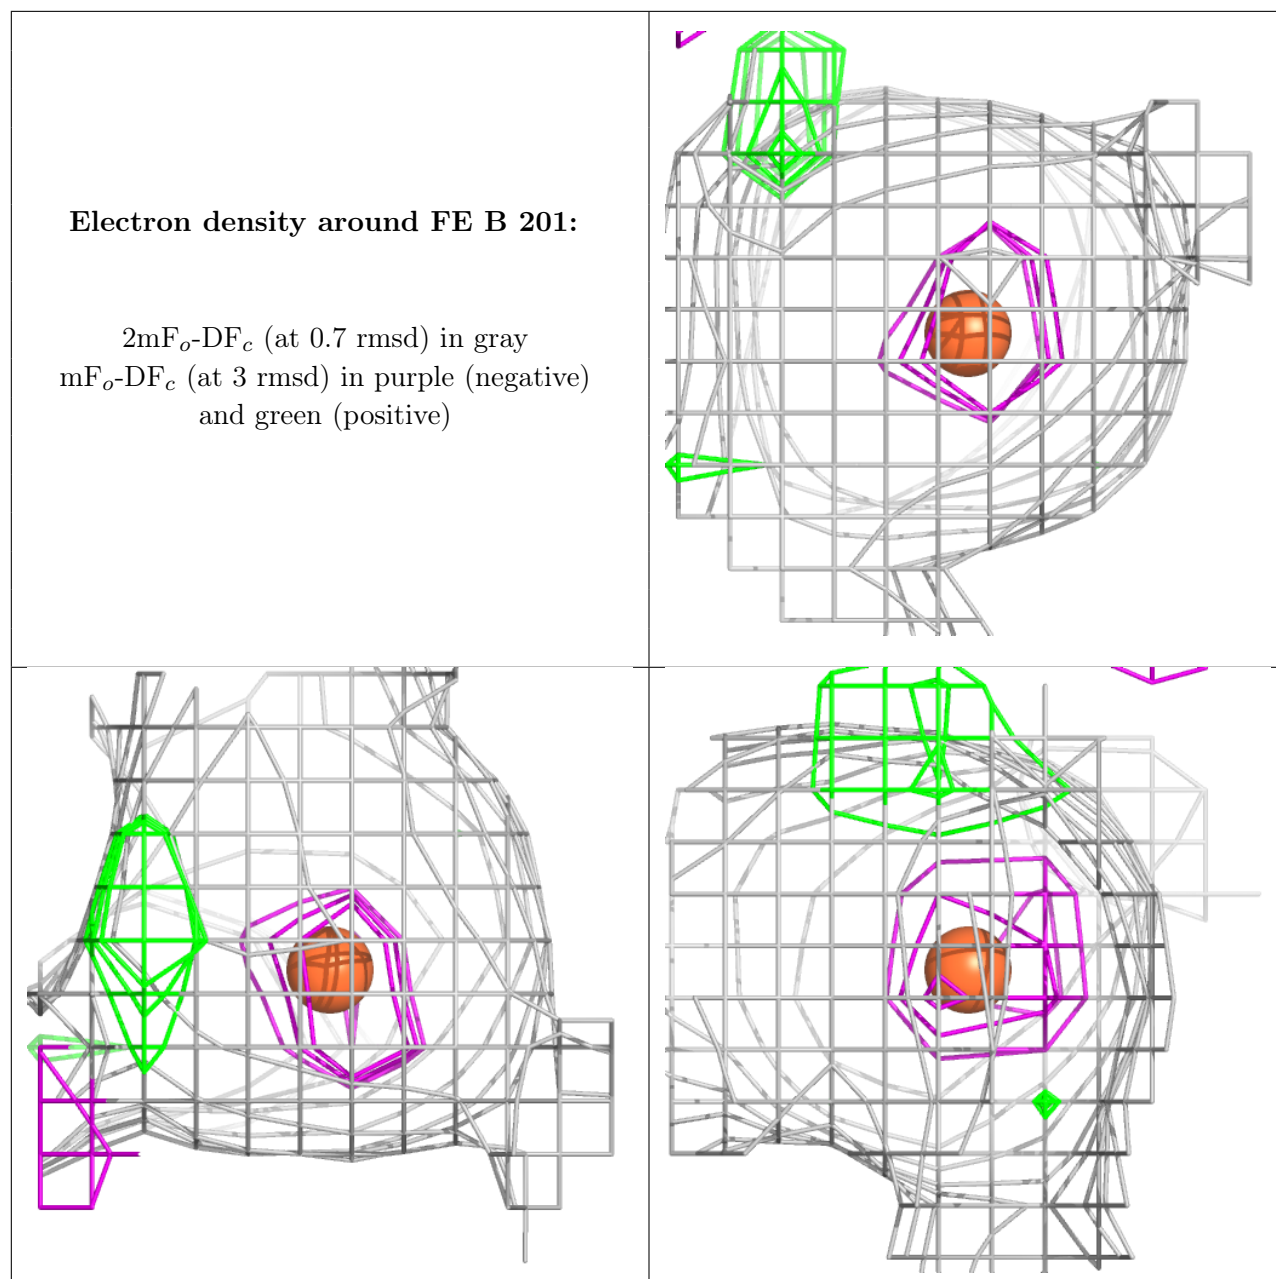 Electron density around FE B 201:
2mFo-DFc (at 0.7 rmsd) in gray
mFo-DFc (at 3 rmsd) in purple (negative)
and green (positive)